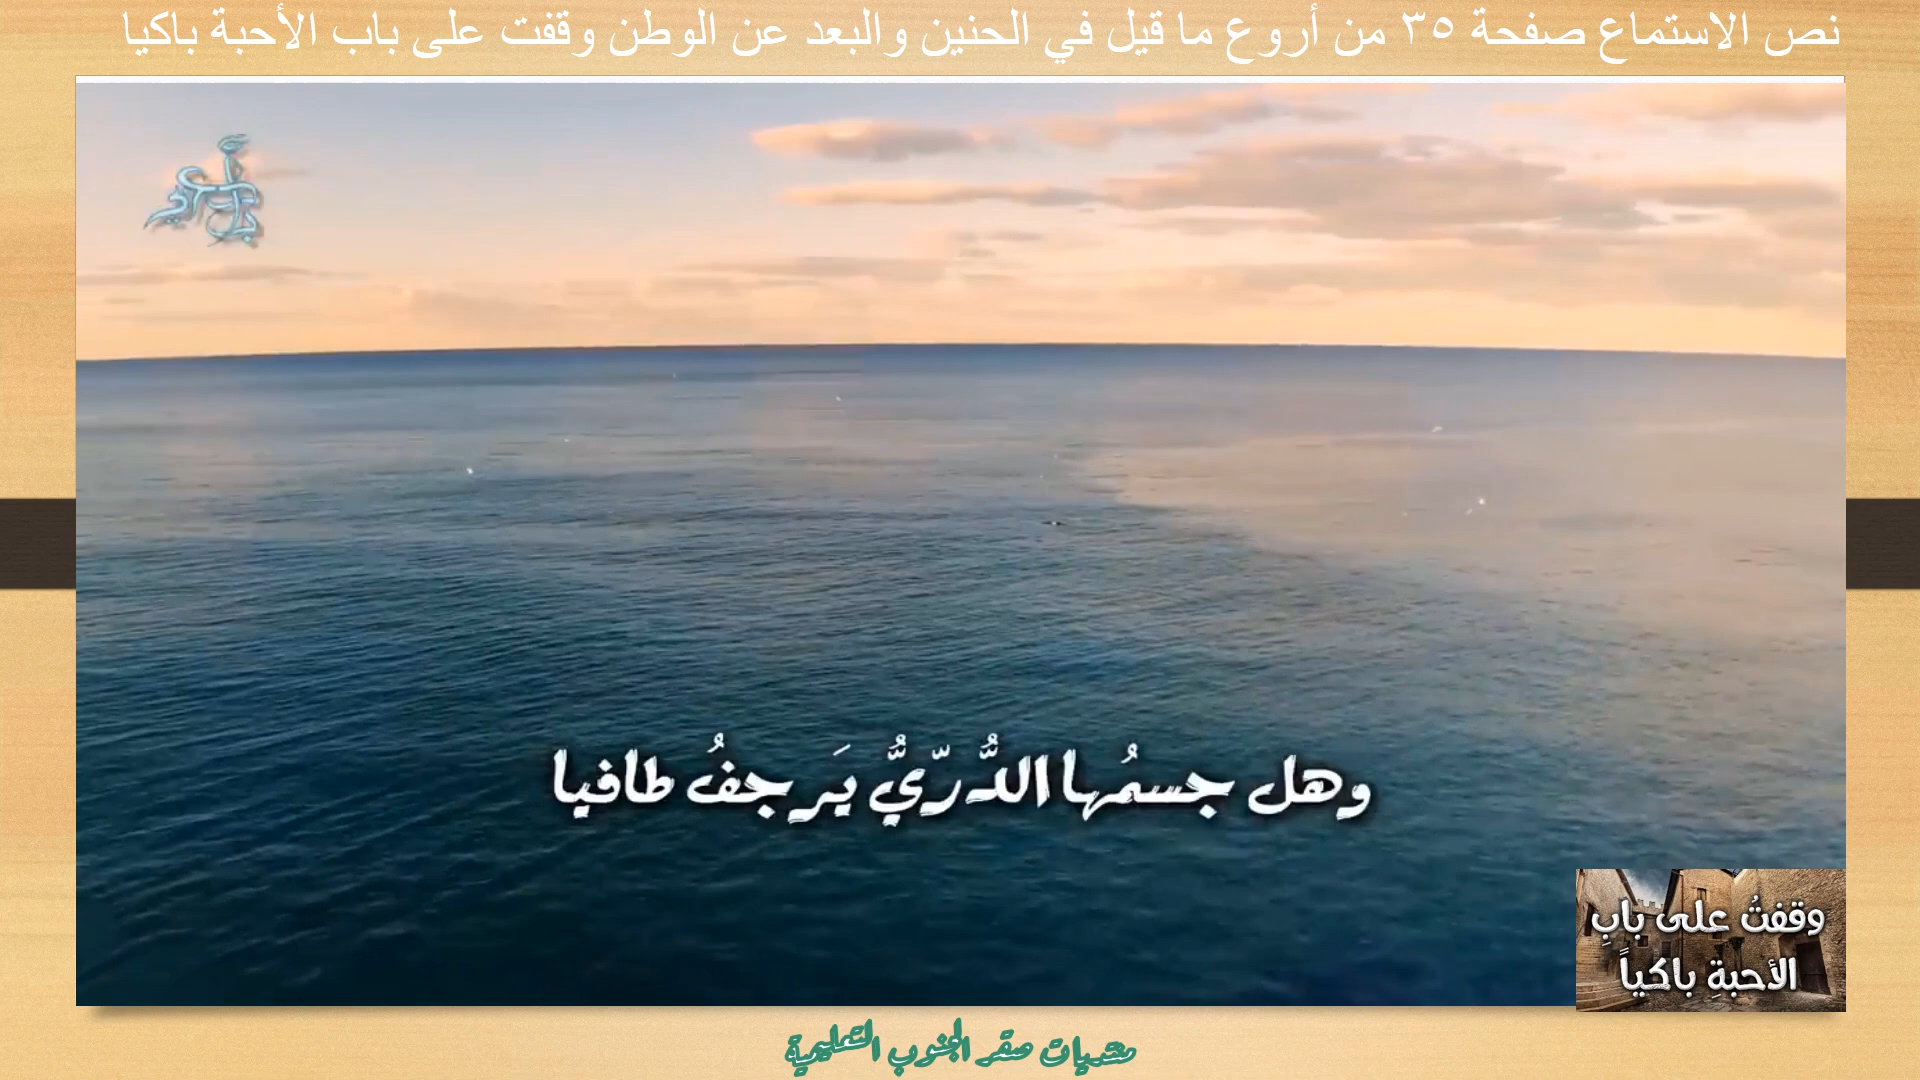 نص الاستماع صفحة ٣٥ من أروع ما قيل في الحنين والبعد عن الوطن وقفت على باب الأحبة باكيا
وهل جسمُها الدُّرّيُّ يَرجفُ طافيا
وقفتُ على بابِ
الأحبةِ باكياً
منتديات صقر الجنوب التعليمية